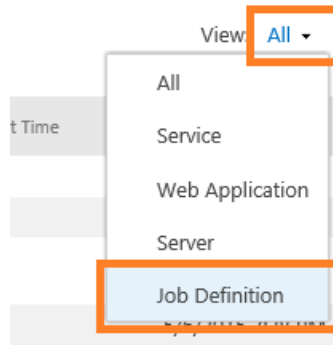 View: All
t Time
All
Service
Web Application
Server
Job Definition